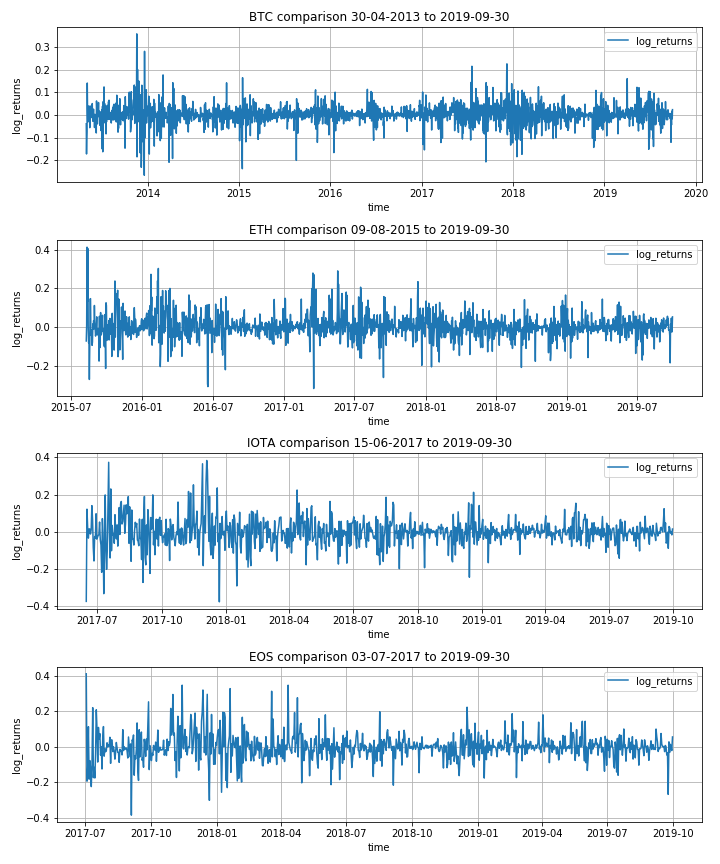 BTC comparison 30-04-2013 to 2019-09-30
log_returns
0.3
0.2
0.1
0.0
−0.1
−0.2
log_returns
2014 2015 2016 2017 2018 2019 2020
time
ETH comparison 09-08-2015 to 2019-09-30
log_returns
0.4
0.2
0.0
−0.2
log_returns
2015-07 2016-01 2016-07 2017-01 2017-07 2018-01 2018-07 2019-01 2019-07
time
IOTA comparison 15-06-2017 to 2019-09-30
log_returns
0.4
0.2
0.0
−0.2
−0.4
log_returns
2017-07 2017-10 2018-01 2018-04 2018-07 2018-10 2019-01 2019-04 2019-07 2019-10
time
EOS comparison 03-07-2017 to 2019-09-30
log_returns
0.4
0.2
0.0
−0.2
−0.4
log_returns
2017-07 2017-10 2018-01 2018-04 2018-07 2018-10 2019-01 2019-04 2019-07 2019-10
time